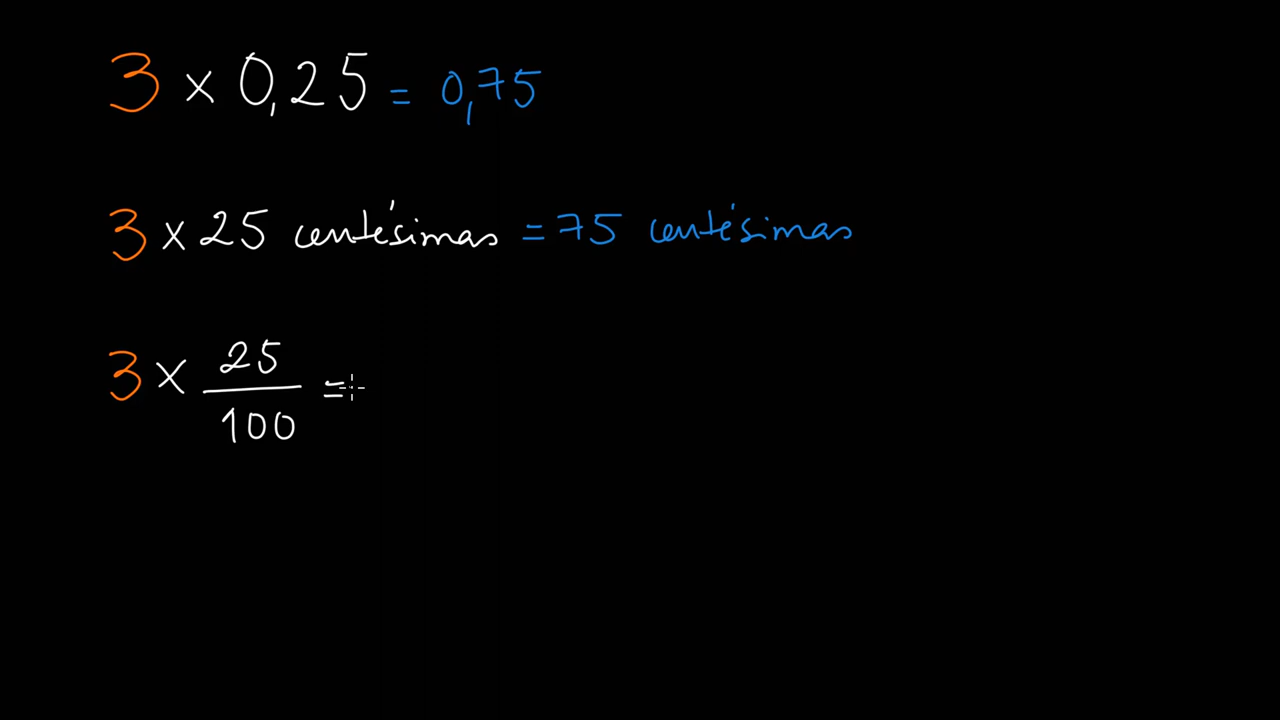 3 × 0,25 = 0,75
3 × 25 centésimas = 75 centésimas
3 × 25/100 =